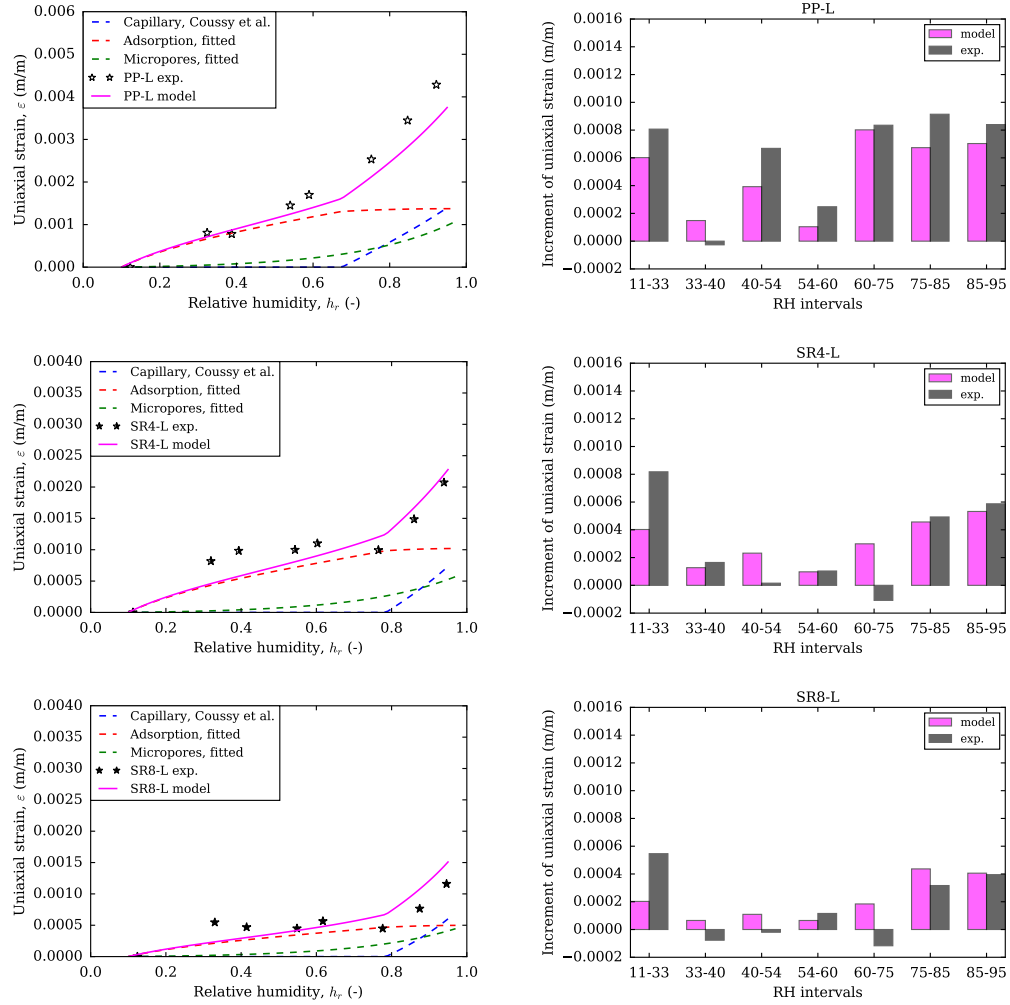 Capillary, Coussy et al.
Adsorption, fitted
Micropores, fitted
PP-L exp.
PP-L model
0.006
0.005
0.004
0.003
0.002
0.001
0.000
0.0
0.2
0.4
0.6
0.8
1.0
Uniaxial strain, ε (m/m)
Relative humidity, hᵣ (-)
PP-L
model
exp.
0.0016
0.0014
0.0012
0.0010
0.0008
0.0006
0.0004
0.0002
0.0000
−0.0002
11-33
33-40
40-54
54-60
60-75
75-85
85-95
Increment of uniaxial strain (m/m)
RH intervals
Capillary, Coussy et al.
Adsorption, fitted
Micropores, fitted
SR4-L exp.
SR4-L model
0.0040
0.0035
0.0030
0.0025
0.0020
0.0015
0.0010
0.0005
0.0000
0.0
0.2
0.4
0.6
0.8
1.0
Uniaxial strain, ε (m/m)
Relative humidity, hᵣ (-)
SR4-L
model
exp.
0.0016
0.0014
0.0012
0.0010
0.0008
0.0006
0.0004
0.0002
0.0000
−0.0002
11-33
33-40
40-54
54-60
60-75
75-85
85-95
Increment of uniaxial strain (m/m)
RH intervals
Capillary, Coussy et al.
Adsorption, fitted
Micropores, fitted
SR8-L exp.
SR8-L model
0.0040
0.0035
0.0030
0.0025
0.0020
0.0015
0.0010
0.0005
0.0000
0.0
0.2
0.4
0.6
0.8
1.0
Uniaxial strain, ε (m/m)
Relative humidity, hᵣ (-)
SR8-L
model
exp.
0.0016
0.0014
0.0012
0.0010
0.0008
0.0006
0.0004
0.0002
0.0000
−0.0002
11-33
33-40
40-54
54-60
60-75
75-85
85-95
Increment of uniaxial strain (m/m)
RH intervals